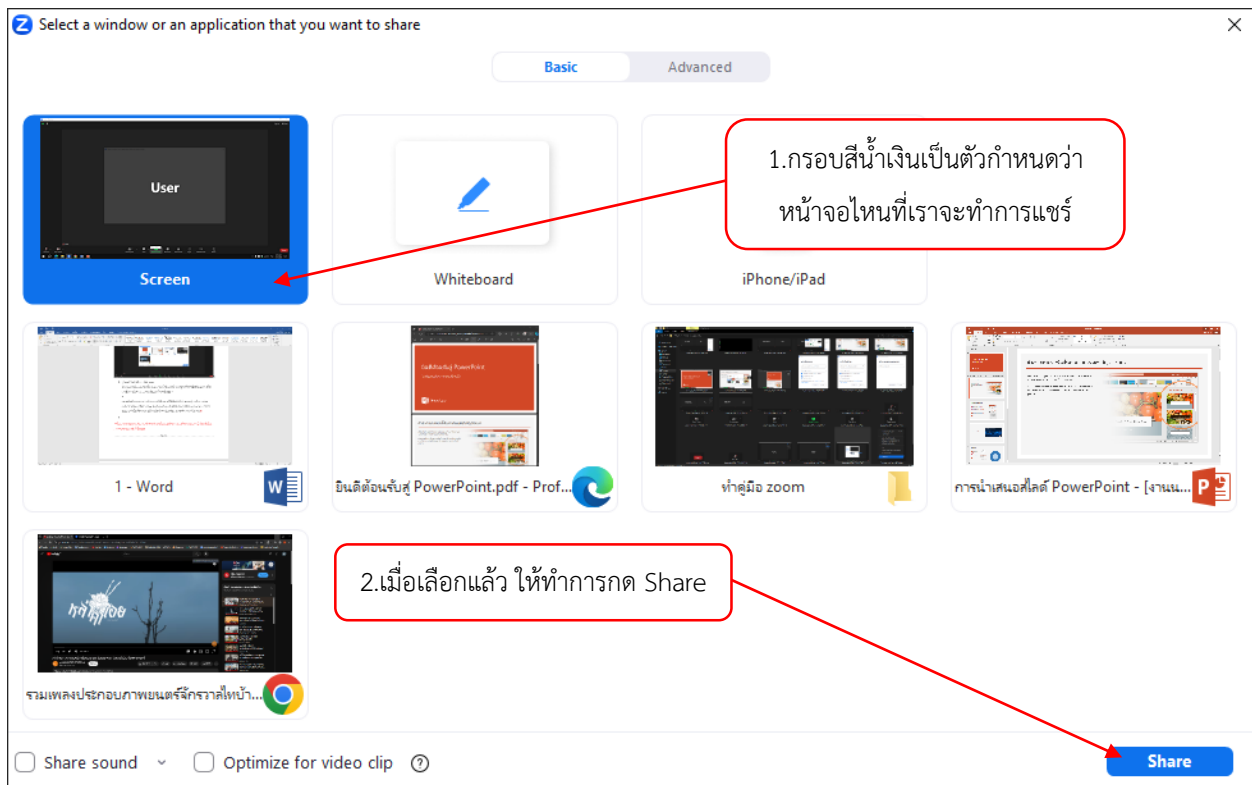 Select a window or an application that you want to share
Basic
Advanced
User
1.กรอบสีน้ำเงินเป็นตัวกำหนดว่า
หน้าจอไหนที่เราจะทำการแชร์
Screen
Whiteboard
iPhone/iPad
1 - Word
ยินดีต้อนรับสู่ PowerPoint.pdf - Prof...
ทำคู่มือ zoom
การนำเสนอสไลด์ PowerPoint - [งานน...
2.เมื่อเลือกแล้ว ให้ทำการกด Share
รวมเพลงประกอบภาพยนตร์จักรวาลไทบ้า...
Share sound
Optimize for video clip
Share